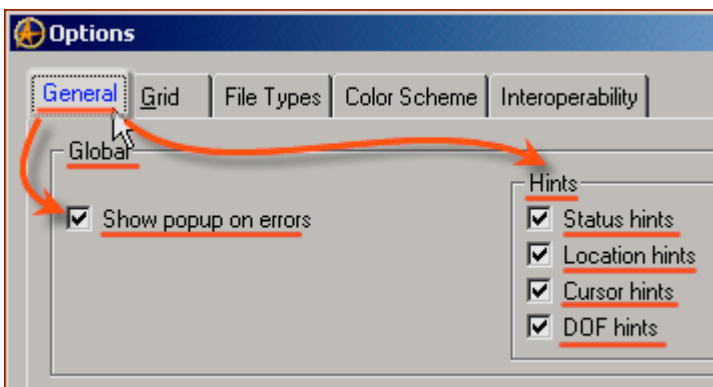 Options
General Grid File Types Color Scheme Interoperability
Global
Hints
Show popup on errors
Status hints
Location hints
Cursor hints
DOF hints